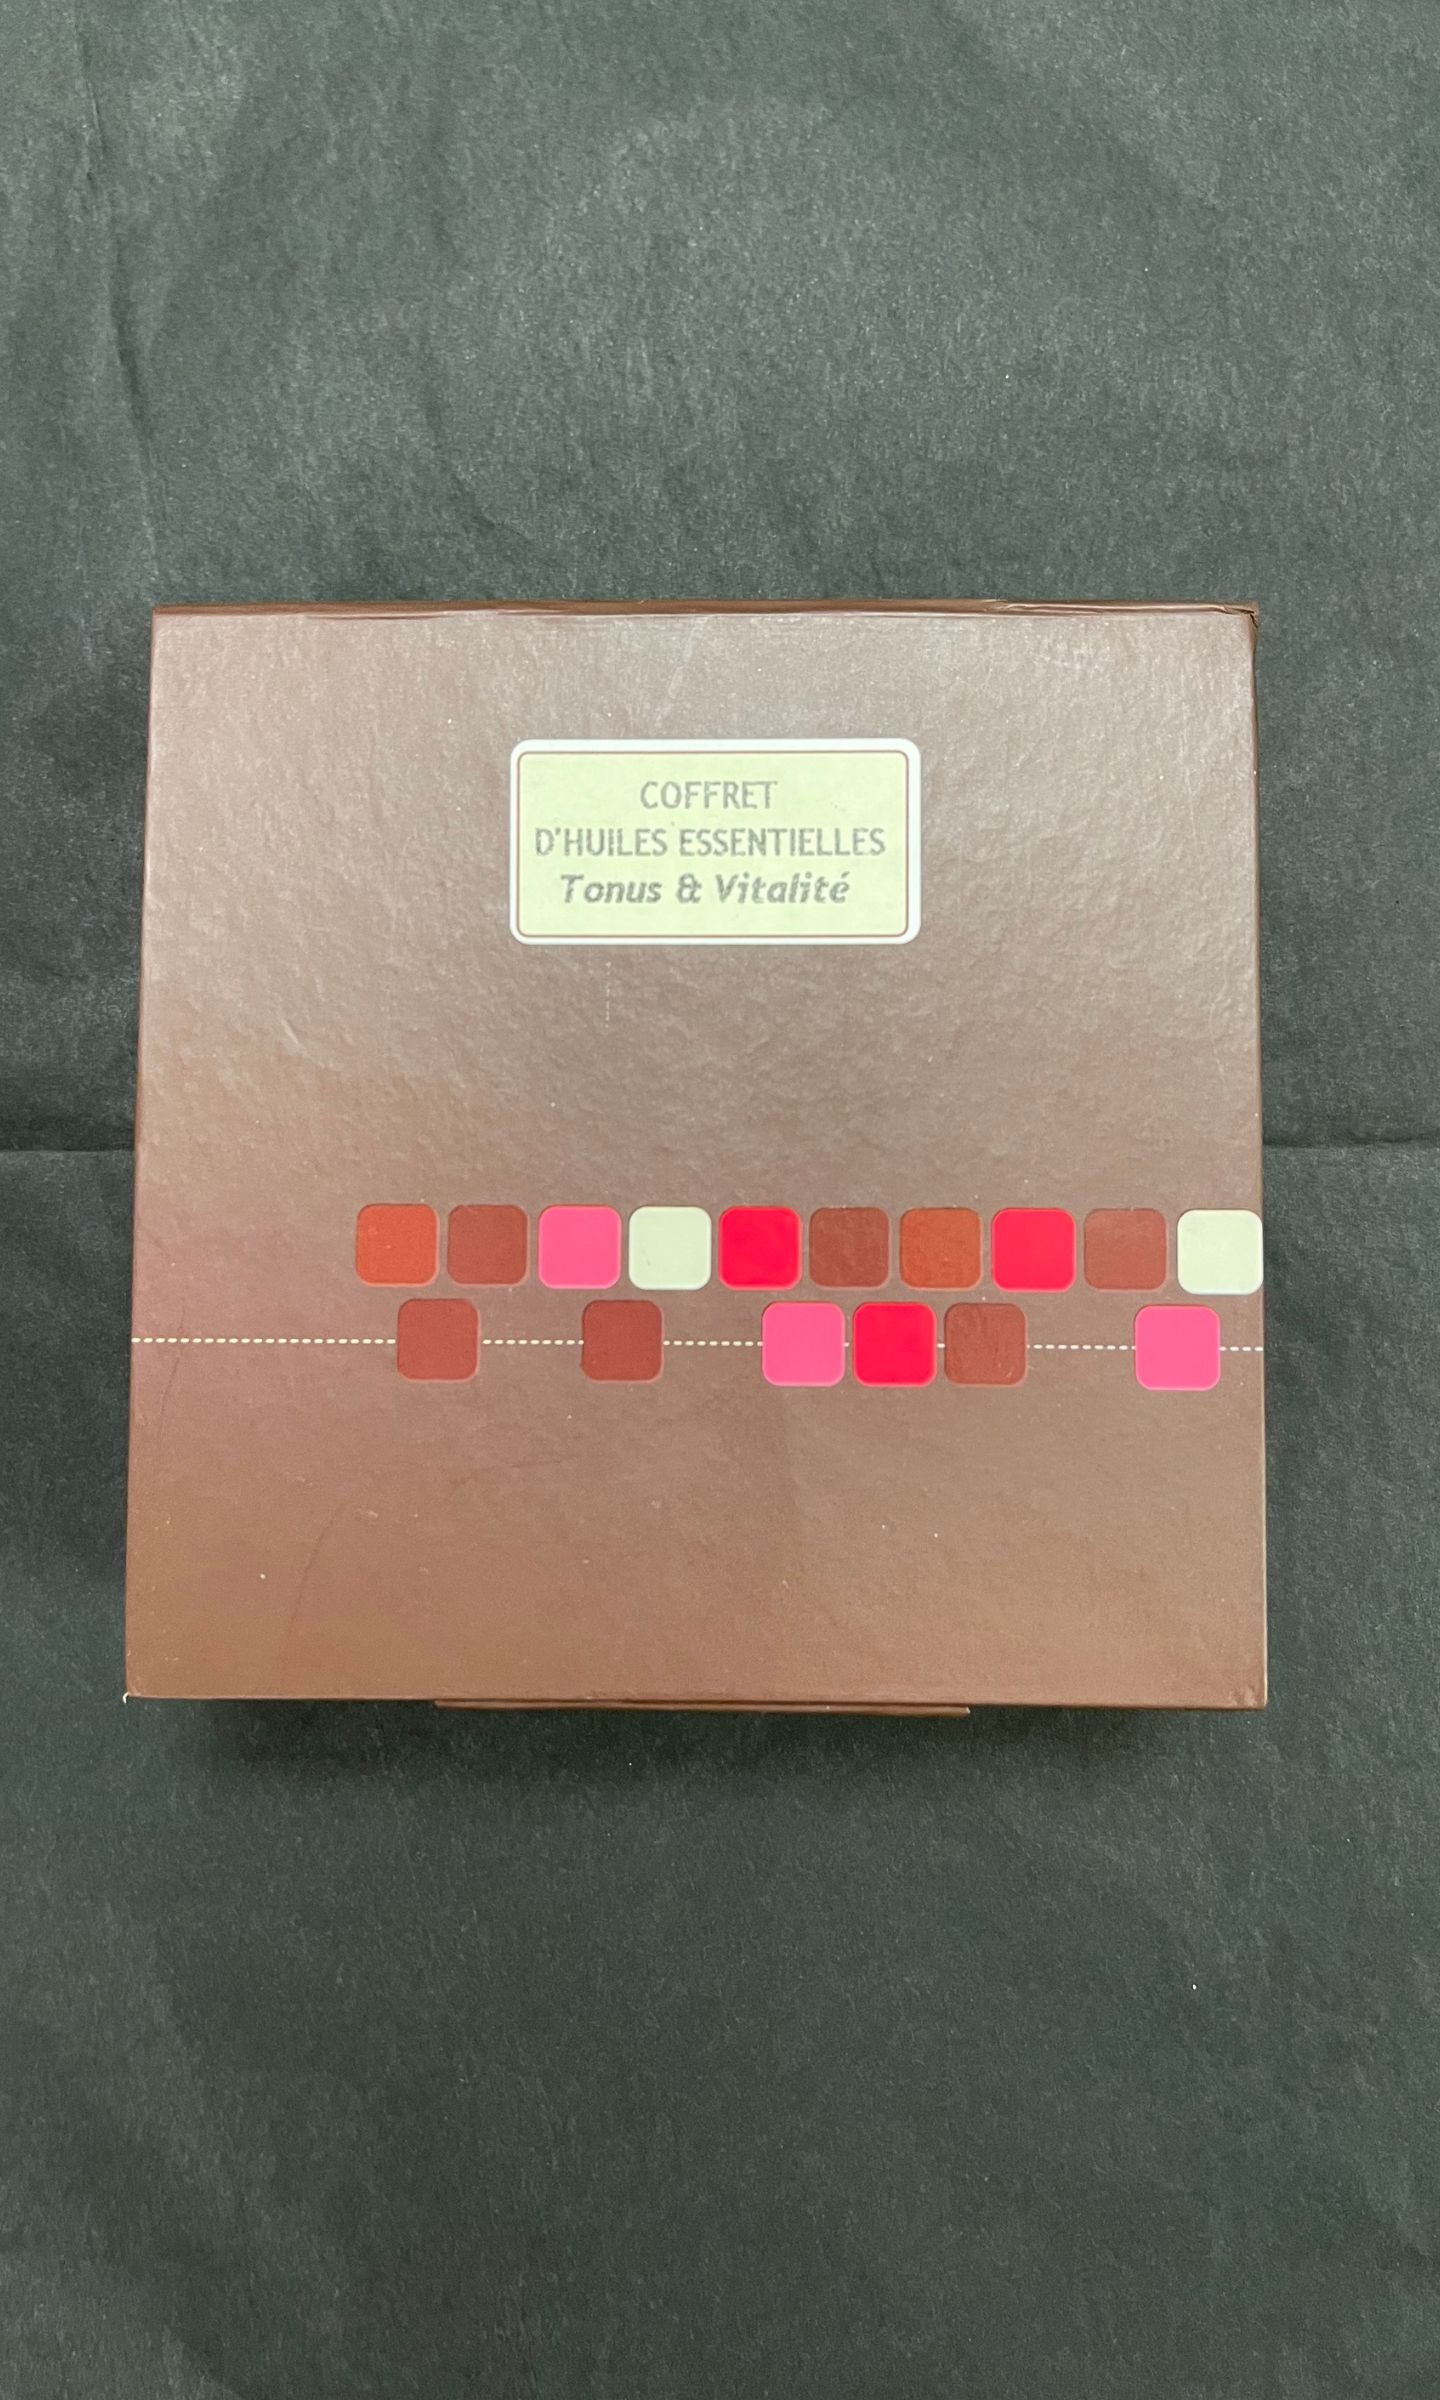 COFFRET
D'HUILES ESSENTIELLES
Tonus & Vitalité